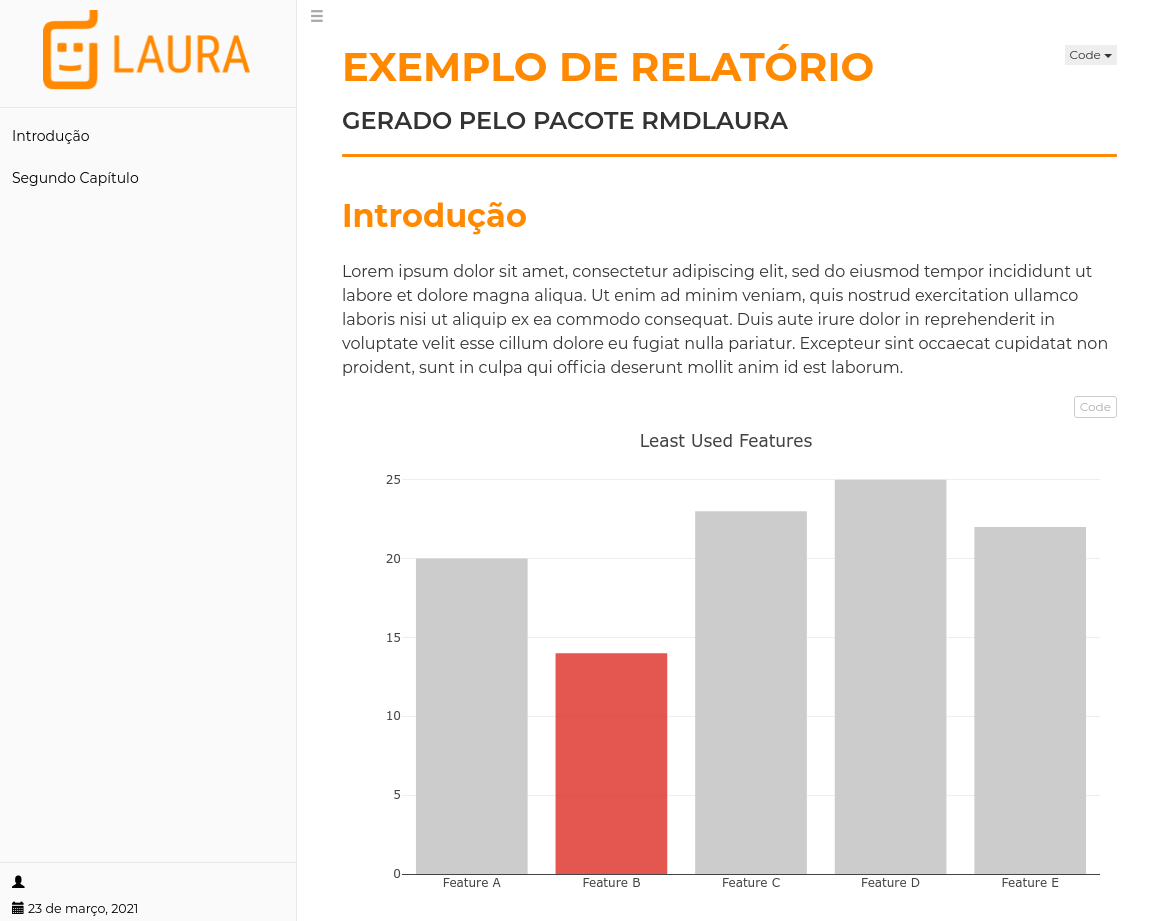 LAURA
Introdução
Segundo Capítulo
23 de março, 2021
EXEMPLO DE RELATÓRIO
Code
GERADO PELO PACOTE RMDLAURA
Introdução
Lorem ipsum dolor sit amet, consectetur adipiscing elit, sed do eiusmod tempor incididunt ut
labore et dolore magna aliqua. Ut enim ad minim veniam, quis nostrud exercitation ullamco
laboris nisi ut aliquip ex ea commodo consequat. Duis aute irure dolor in reprehenderit in
voluptate velit esse cillum dolore eu fugiat nulla pariatur. Excepteur sint occaecat cupidatat non
proident, sunt in culpa qui officia deserunt mollit anim id est laborum.
Code
Least Used Features
25
20
15
10
5
0
Feature A Feature B Feature C Feature D Feature E